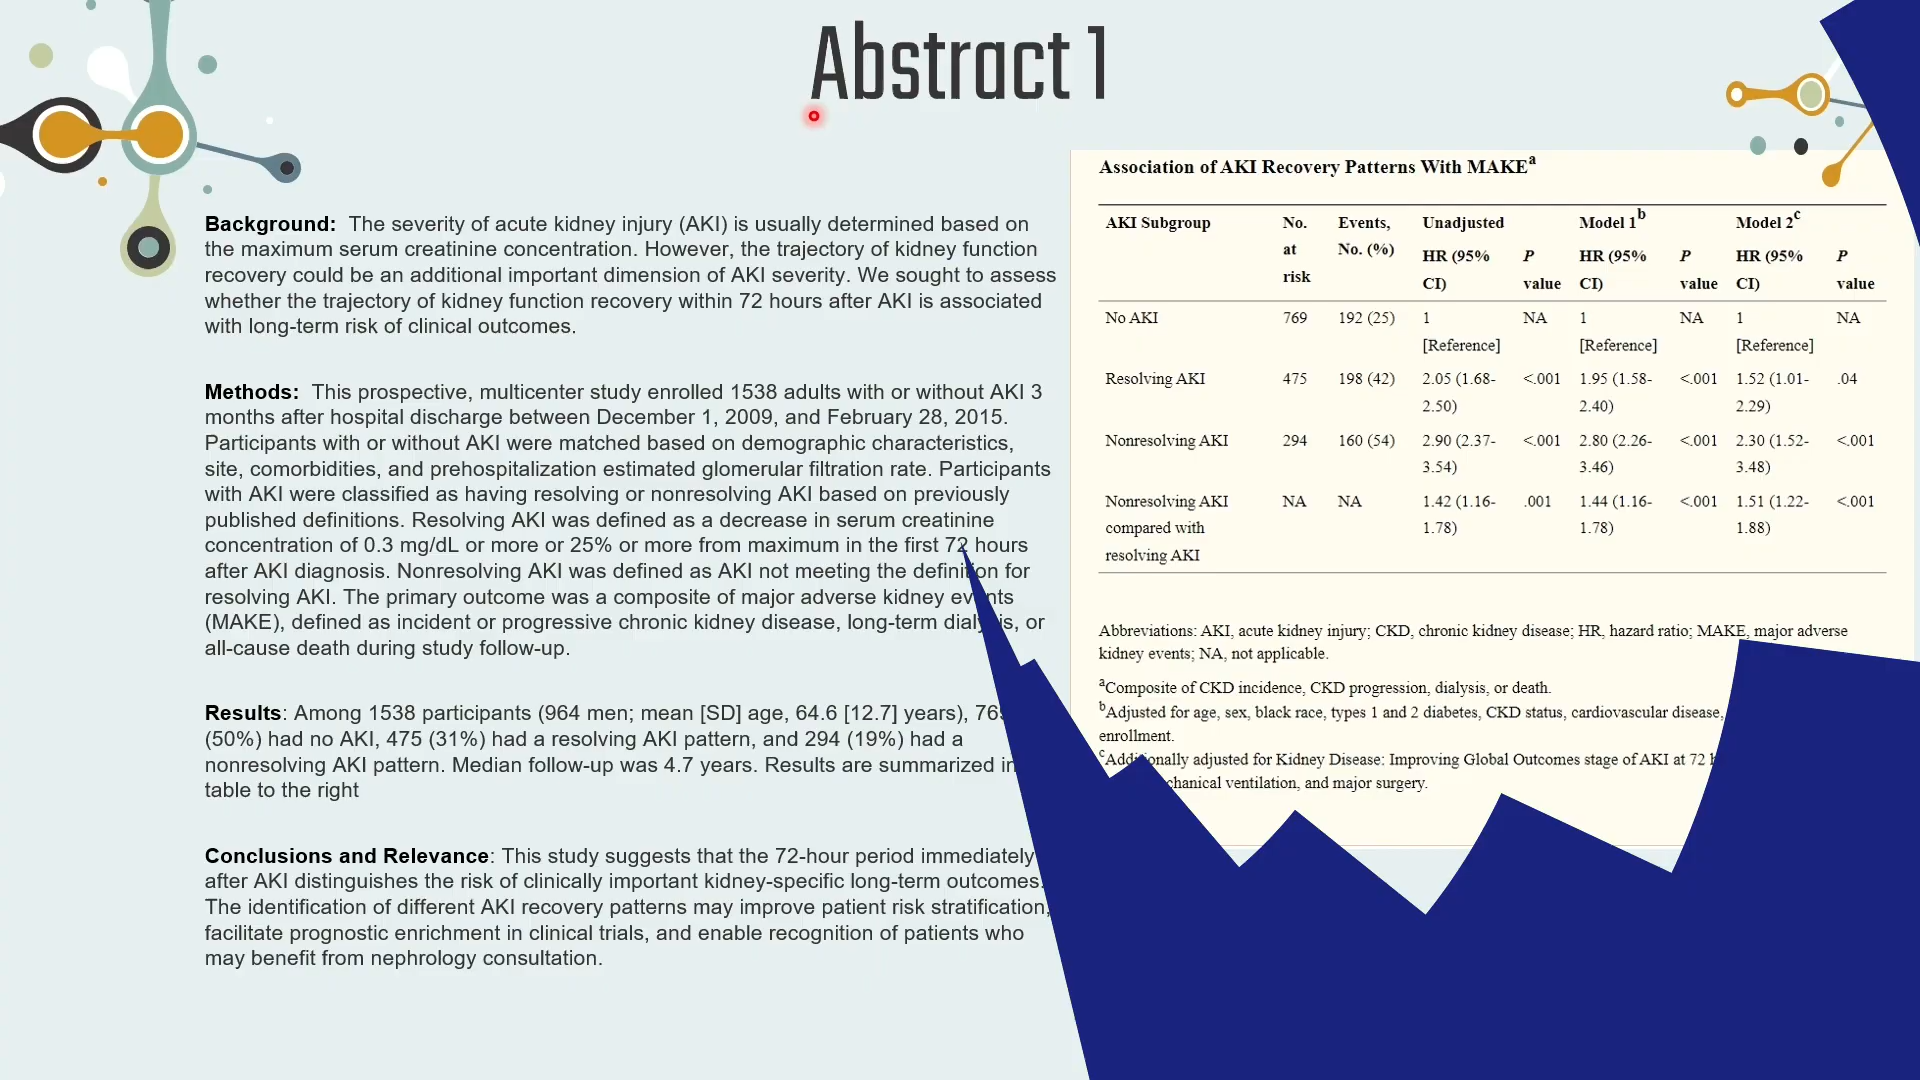 Abstract 1
Background: The severity of acute kidney injury (AKI) is usually determined based on
the maximum serum creatinine concentration. However, the trajectory of kidney function
recovery could be an additional important dimension of AKI severity. We sought to assess
whether the trajectory of kidney function recovery within 72 hours after AKI is associated
with long-term risk of clinical outcomes.
Methods: This prospective, multicenter study enrolled 1538 adults with or without AKI 3
months after hospital discharge between December 1, 2009, and February 28, 2015.
Participants with or without AKI were matched based on demographic characteristics,
site, comorbidities, and prehospitalization estimated glomerular filtration rate. Participants
with AKI were classified as having resolving or nonresolving AKI based on previously
published definitions. Resolving AKI was defined as a decrease in serum creatinine
concentration of 0.3 mg/dL or more or 25% or more from maximum in the first 72 hours
after AKI diagnosis. Nonresolving AKI was defined as AKI not meeting the definition for
resolving AKI. The primary outcome was a composite of major adverse kidney events
(MAKE), defined as incident or progressive chronic kidney disease, long-term dialysis, or
all-cause death during study follow-up.
Results: Among 1538 participants (964 men; mean [SD] age, 64.6 [12.7] years),
(50%) had no AKI, 475 (31%) had a resolving AKI pattern, and 294 (19%) had a
nonresolving AKI pattern. Median follow-up was 4.7 years. Results are summarized in
table to the right
Conclusions and Relevance: This study suggests that the 72-hour period immediately
after AKI distinguishes the risk of clinically important kidney-specific long-term outcomes.
The identification of different AKI recovery patterns may improve patient risk stratification,
facilitate prognostic enrichment in clinical trials, and enable recognition of patients who
may benefit from nephrology consultation.
Association of AKI Recovery Patterns With MAKEa
AKI Subgroup No. Events, Unadjusted Model 1b Model 2c
at No. (%) HR (95% P HR (95% P HR (95% P
risk CI) value CI) value CI) value
No AKI 769 192 (25) 1 NA 1 NA 1 NA
[Reference] [Reference] [Reference]
Resolving AKI 475 198 (42) 2.05 (1.68- <.001 1.95 (1.58- <.001 1.52 (1.01- .04
2.50) 2.40) 2.29)
Nonresolving AKI 294 160 (54) 2.90 (2.37- <.001 2.80 (2.26- <.001 2.30 (1.52- <.001
3.54) 3.46) 3.48)
Nonresolving AKI NA NA 1.42 (1.16- .001 1.44 (1.16- <.001 1.51 (1.22- <.001
compared with 1.78) 1.78) 1.88)
resolving AKI
Abbreviations: AKI, acute kidney injury; CKD, chronic kidney disease; HR, hazard ratio; MAKE, major adverse
kidney events; NA, not applicable.
aComposite of CKD incidence, CKD progression, dialysis, or death.
bAdjusted for age, sex, black race, types 1 and 2 diabetes, CKD status, cardiovascular disease,
enrollment.
cAdditionally adjusted for Kidney Disease: Improving Global Outcomes stage of AKI at 72
ventilation, and major surgery.